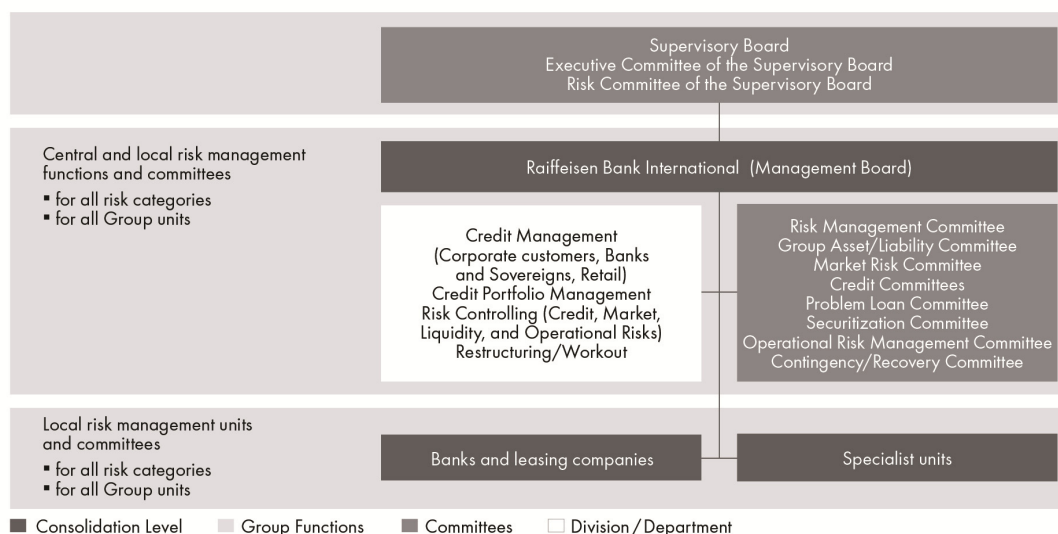 Supervisory Board
Executive Committee of the Supervisory Board
Risk Committee of the Supervisory Board
Central and local risk management
functions and committees
▪ for all risk categories
▪ for all Group units
Raiffeisen Bank International (Management Board)
Credit Management
(Corporate customers, Banks
and Sovereigns, Retail)
Credit Portfolio Management
Risk Controlling (Credit, Market,
Liquidity, and Operational Risks)
Restructuring/Workout
Risk Management Committee
Group Asset/Liability Committee
Market Risk Committee
Credit Committees
Problem Loan Committee
Securitization Committee
Operational Risk Management Committee
Contingency/Recovery Committee
Local risk management units
and committees
▪ for all risk categories
▪ for all Group units
Banks and leasing companies
Specialist units
Consolidation Level
Group Functions
Committees
Division/Department